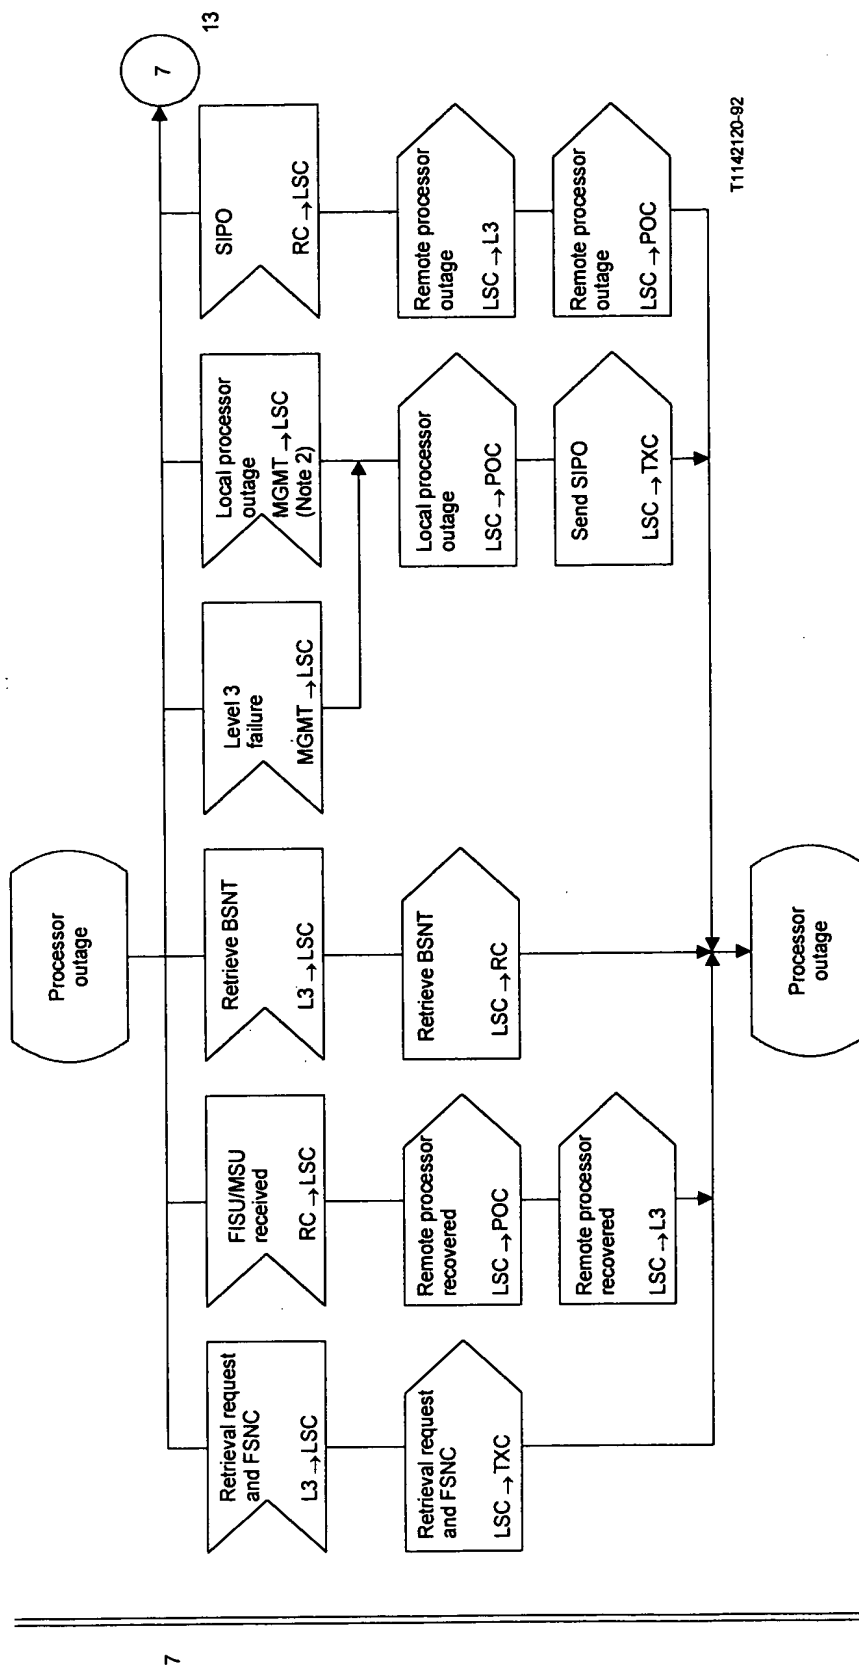 Processor
outage
7
13
Retrieval request
and FSNC
L3→LSC
FISU/MSU
received
RC→LSC
Retrieve BSNT
L3→LSC
Level 3
failure
MGMT→LSC
Local processor
outage
MGMT→LSC
(Note 2)
SIPO
RC→LSC
Retrieval request
and FSNC
LSC→TXC
Remote processor
recovered
LSC→POC
Retrieve BSNT
LSC→RC
Local processor
outage
LSC→POC
Remote processor
outage
LSC→L3
Remote processor
recovered
LSC→L3
Send SIPO
LSC→TXC
Remote processor
outage
LSC→POC
Processor
outage
T1142120-92
7